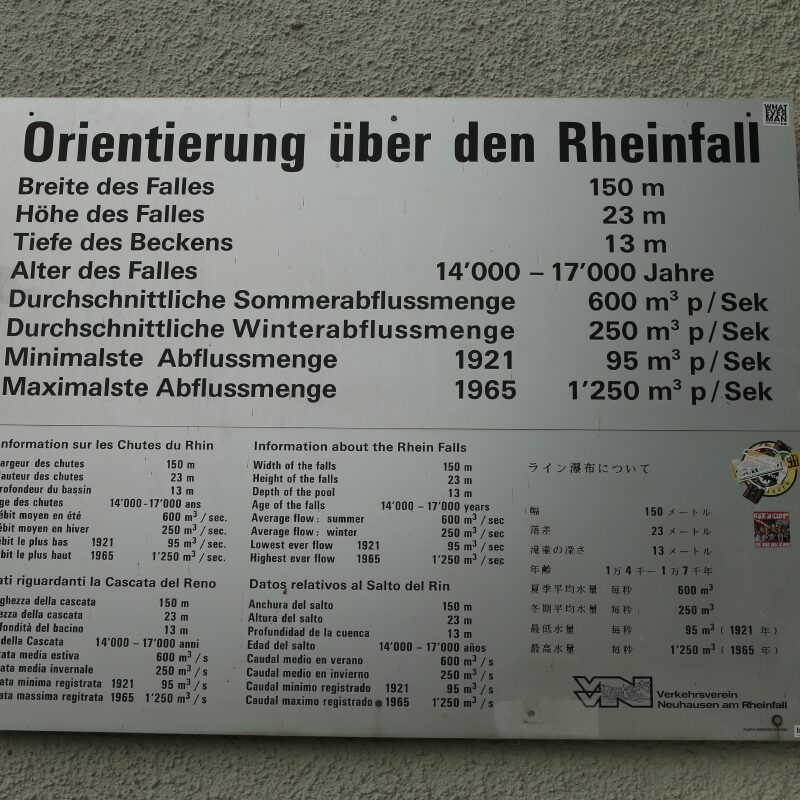 WHAT
EVER
MAN
Orientierung über den Rheinfall
Breite des Falles 150 m
Höhe des Falles 23 m
Tiefe des Beckens 13 m
Alter des Falles 14'000 – 17'000 Jahre
Durchschnittliche Sommerabflussmenge 600 m³ p/Sek
Durchschnittliche Winterabflussmenge 250 m³ p/Sek
Minimalste Abflussmenge 1921 95 m³ p/Sek
Maximalste Abflussmenge 1965 1'250 m³ p/Sek
nformation sur les Chutes du Rhin
argeur des chutes 150 m
auteur des chutes 23 m
rofondeur du bassin 13 m
ge des chutes 14'000-17'000 ans
ébit moyen en été 600 m³/sec.
ébit moyen en hiver 250 m³/sec.
bit le plus bas 1921 95 m³/sec.
bit le plus haut 1965 1'250 m³/sec.
Information about the Rhein Falls
Width of the falls 150 m
Height of the falls 23 m
Depth of the pool 13 m
Age of the falls 14'000 – 17'000 years
Average flow: summer 600 m³/sec
Average flow: winter 250 m³/sec
Lowest ever flow 1921 95 m³/sec
Highest ever flow 1965 1'250 m³/sec
ライン瀑布について
幅 150 メートル
落差 23 メートル
滝壷の深さ 13 メートル
年齢 1万4千―1万7千年
夏季平均水量 毎秒 600 m³
冬期平均水量 毎秒 250 m³
最低水量 毎秒 95 m³ (1921 年)
最高水量 毎秒 1'250 m³ (1965 年)
ati riguardanti la Cascata del Reno
ghezza della cascata 150 m
ezza della cascata 23 m
fondità del bacino 13 m
della Cascata 14'000 – 17'000 anni
ata media estiva 600 m³/s
ata media invernale 250 m³/s
ata minima registrata 1921 95 m³/s
ata massima regitrata 1965 1'250 m³/s
Datos relativos al Salto del Rin
Anchura del salto 150 m
Altura del salto 23 m
Profundidad de la cuenca 13 m
Edad del salto 14'000 – 17'000 años
Caudal medio en verano 600 m³/s
Caudal medio en invierno 250 m³/s
Caudal minimo registrado 1921 95 m³/s
Caudal maximo registrado 1965 1'250 m³/s
VN Verkehrsverein
Neuhausen am Rheinfall